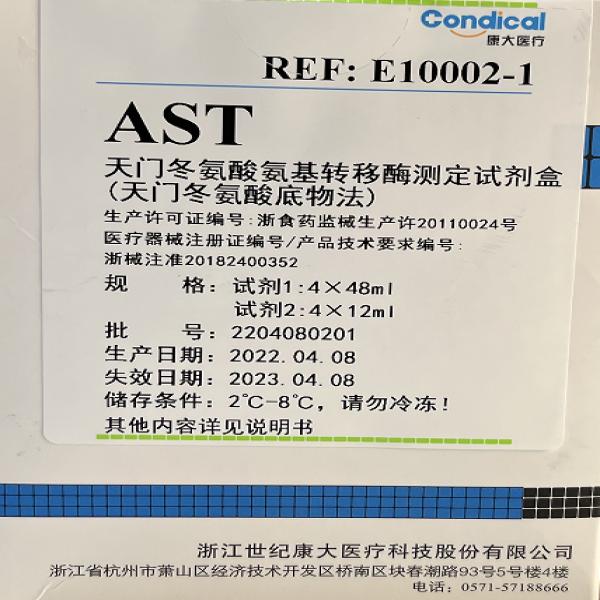 Condical
康大医疗
REF: E10002-1
AST
天门冬氨酸氨基转移酶测定试剂盒
(天门冬氨酸底物法)
生产许可证编号:浙食药监械生产许20110024号
医疗器械注册证编号/产品技术要求编号:
浙械注准20182400352
规 格: 试剂1:4×48ml
试剂2:4×12ml
批 号: 2204080201
生产日期: 2022.04.08
失效日期: 2023.04.08
储存条件: 2℃-8℃, 请勿冷冻!
其他内容详见说明书
浙江世纪康大医疗科技股份有限公司
浙江省杭州市萧山区经济技术开发区桥南区块春潮路93号5号楼4楼
电话: 0571-57188666